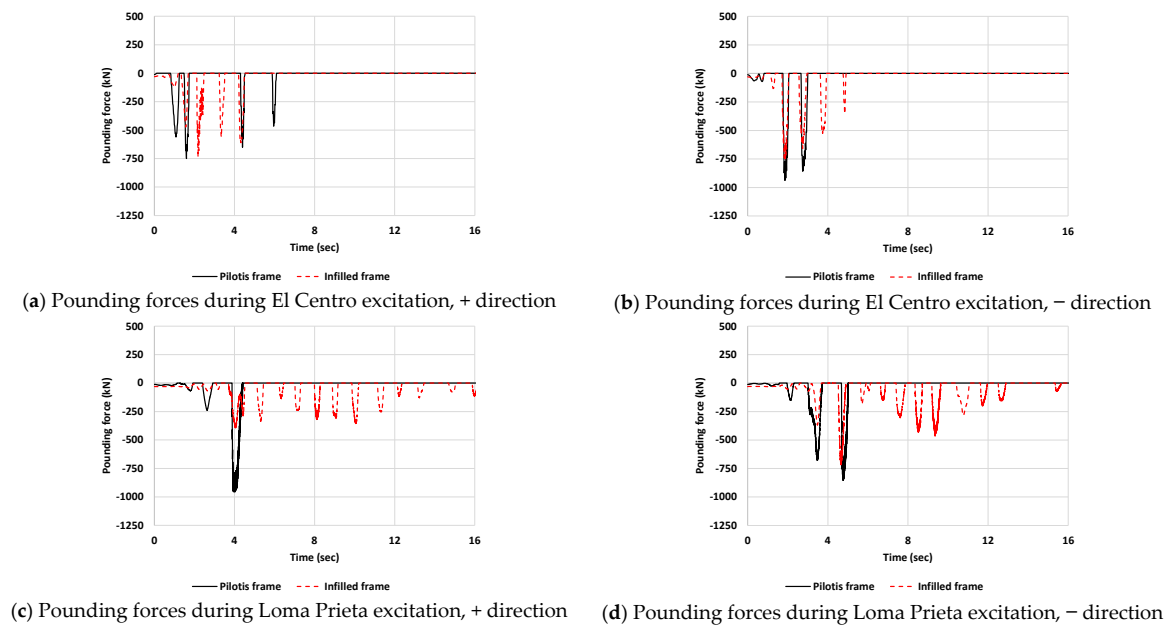 500
250
0
-250
-500
-750
-1000
-1250
Pounding force (kN)
0 4 8 12 16
Time (sec)
Pilotis frame Infilled frame
(a) Pounding forces during El Centro excitation, + direction
500
250
0
-250
-500
-750
-1000
-1250
Pounding force (kN)
0 4 8 12 16
Time (sec)
Pilotis frame Infilled frame
(b) Pounding forces during El Centro excitation, − direction
500
250
0
-250
-500
-750
-1000
-1250
Pounding force (kN)
0 4 8 12 16
Time (sec)
Pilotis frame Infilled frame
(c) Pounding forces during Loma Prieta excitation, + direction
500
250
0
-250
-500
-750
-1000
-1250
Pounding force (kN)
0 4 8 12 16
Time (sec)
Pilotis frame Infilled frame
(d) Pounding forces during Loma Prieta excitation, − direction